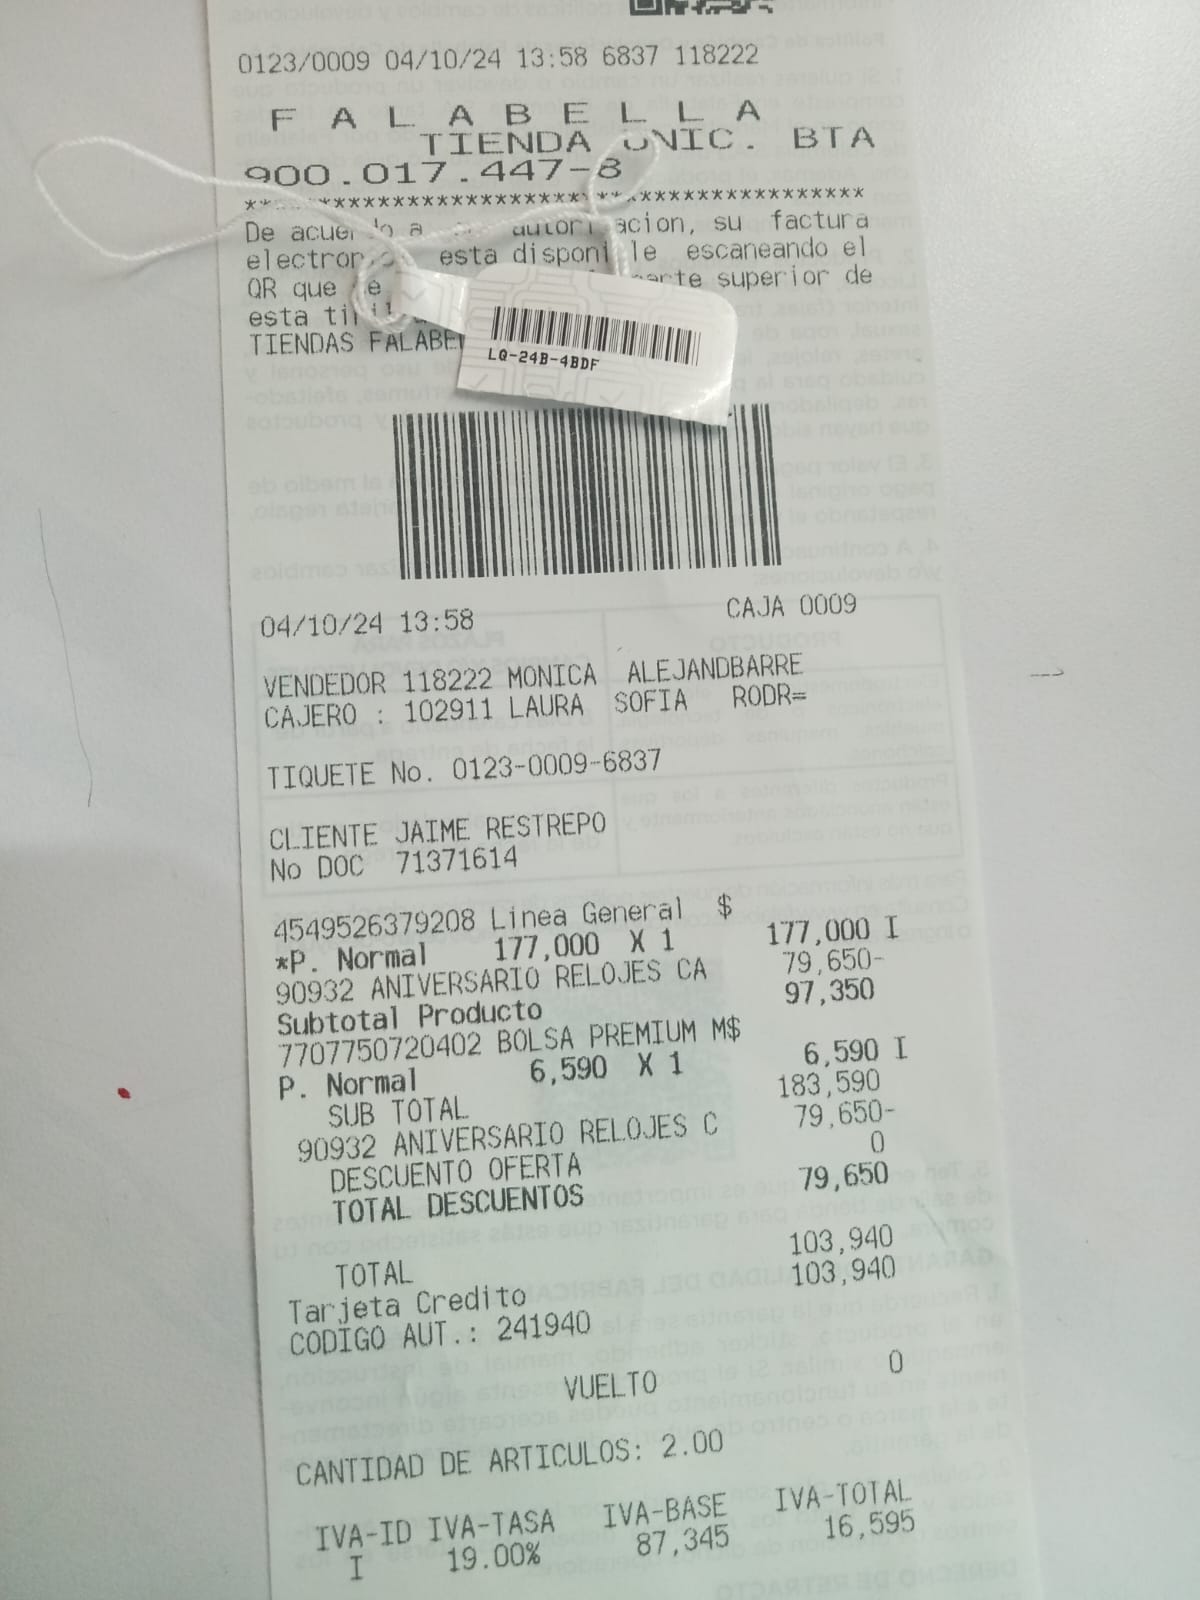 0123/0009 04/10/24 13:58 6837 118222
F A L A B E L L A
TIENDA UNIC. BTA
900.017.447-8
De acuerdo a autorizacion, su factura
electronica esta disponible escaneando el
QR que parte superior de
esta
TIENDAS FALABE
LQ-24B-4BDF
04/10/24 13:58 CAJA 0009
VENDEDOR 118222 MONICA ALEJANDBARRE
CAJERO : 102911 LAURA SOFIA RODR=
TIQUETE No. 0123-0009-6837
CLIENTE JAIME RESTREPO
No DOC 71371614
4549526379208 Linea General $
*P. Normal 177,000 X 1 177,000 I
90932 ANIVERSARIO RELOJES CA 79,650-
Subtotal Producto 97,350
7707750720402 BOLSA PREMIUM M$
P. Normal 6,590 X 1 6,590 I
SUB TOTAL 183,590
90932 ANIVERSARIO RELOJES C 79,650-
DESCUENTO OFERTA 0
TOTAL DESCUENTOS 79,650
TOTAL 103,940
Tarjeta Credito 103,940
CODIGO AUT.: 241940
VUELTO 0
CANTIDAD DE ARTICULOS: 2.00
IVA-ID IVA-TASA IVA-BASE IVA-TOTAL
I 19.00% 87,345 16,595